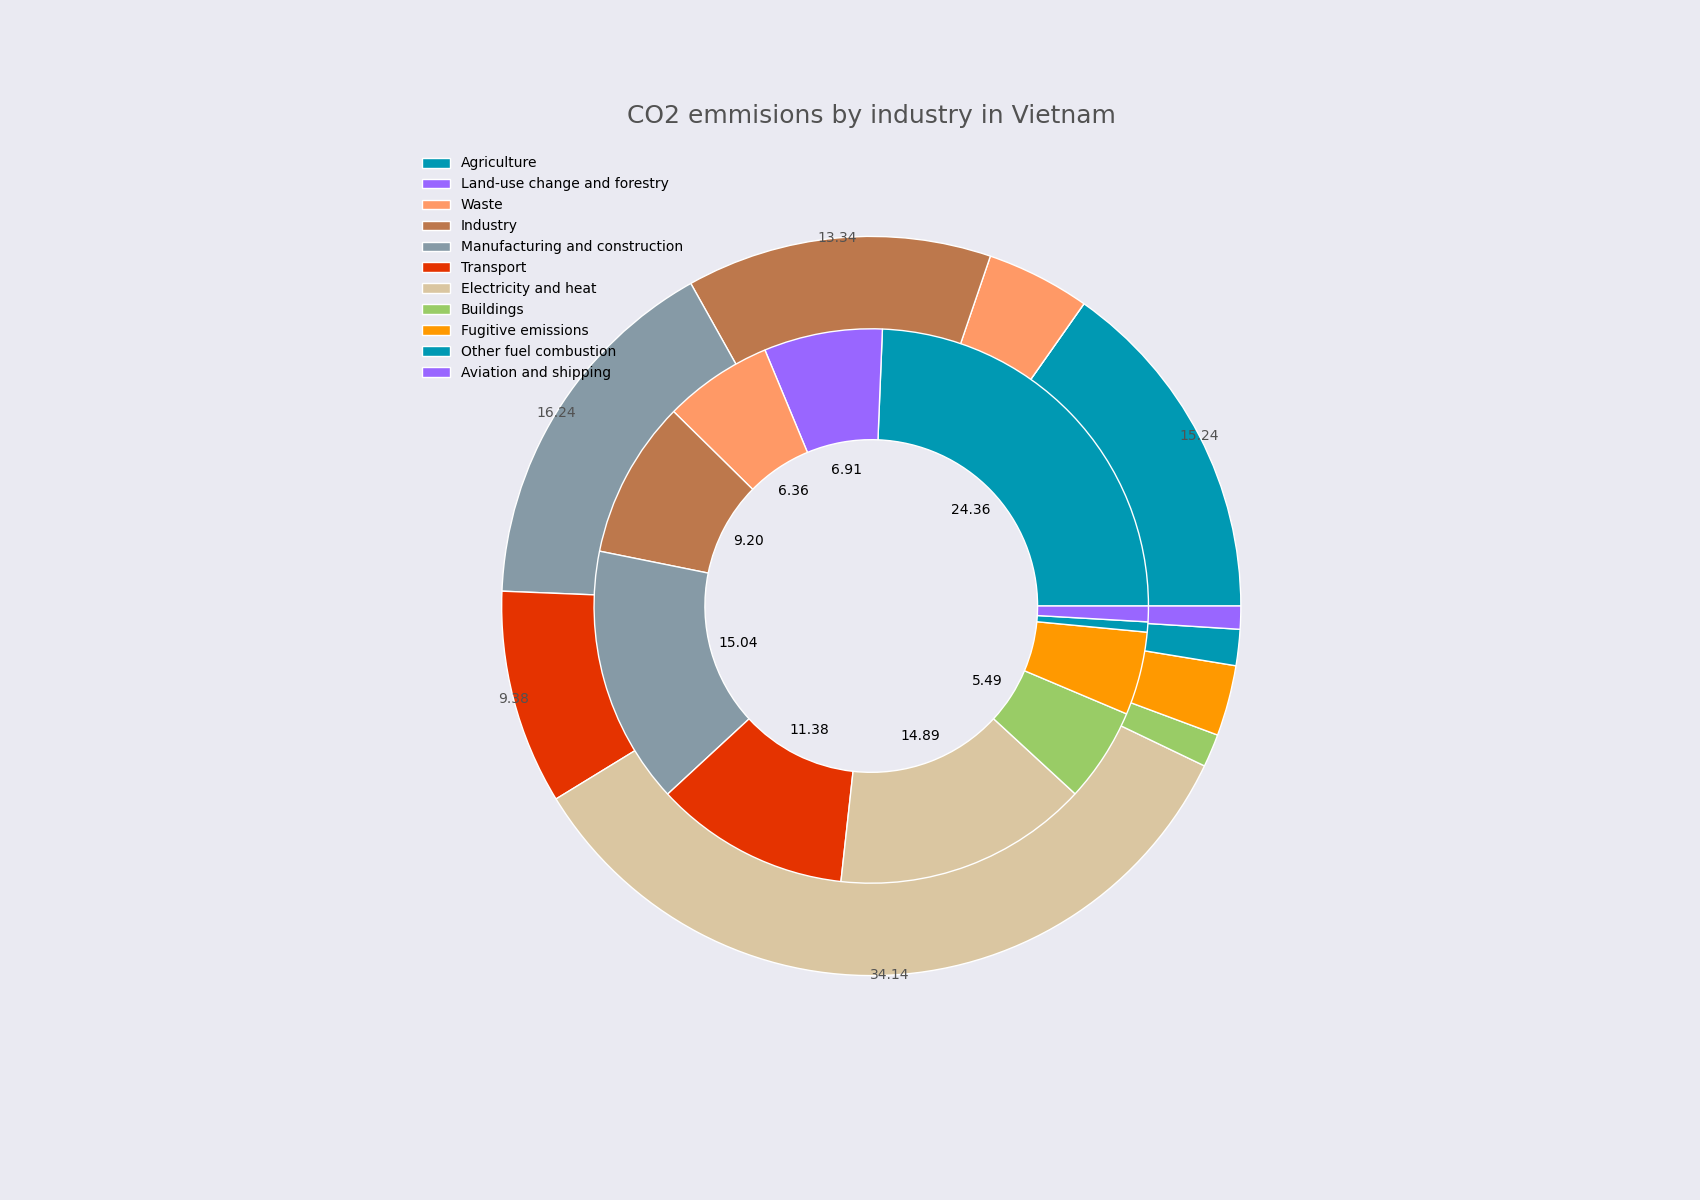 CO2 emmisions by industry in Vietnam
Agriculture
Land-use change and forestry
Waste
Industry
Manufacturing and construction
Transport
Electricity and heat
Buildings
Fugitive emissions
Other fuel combustion
Aviation and shipping
13.34
16.24
15.24
6.91
6.36
24.36
9.20
15.04
5.49
9.38
11.38
14.89
34.14